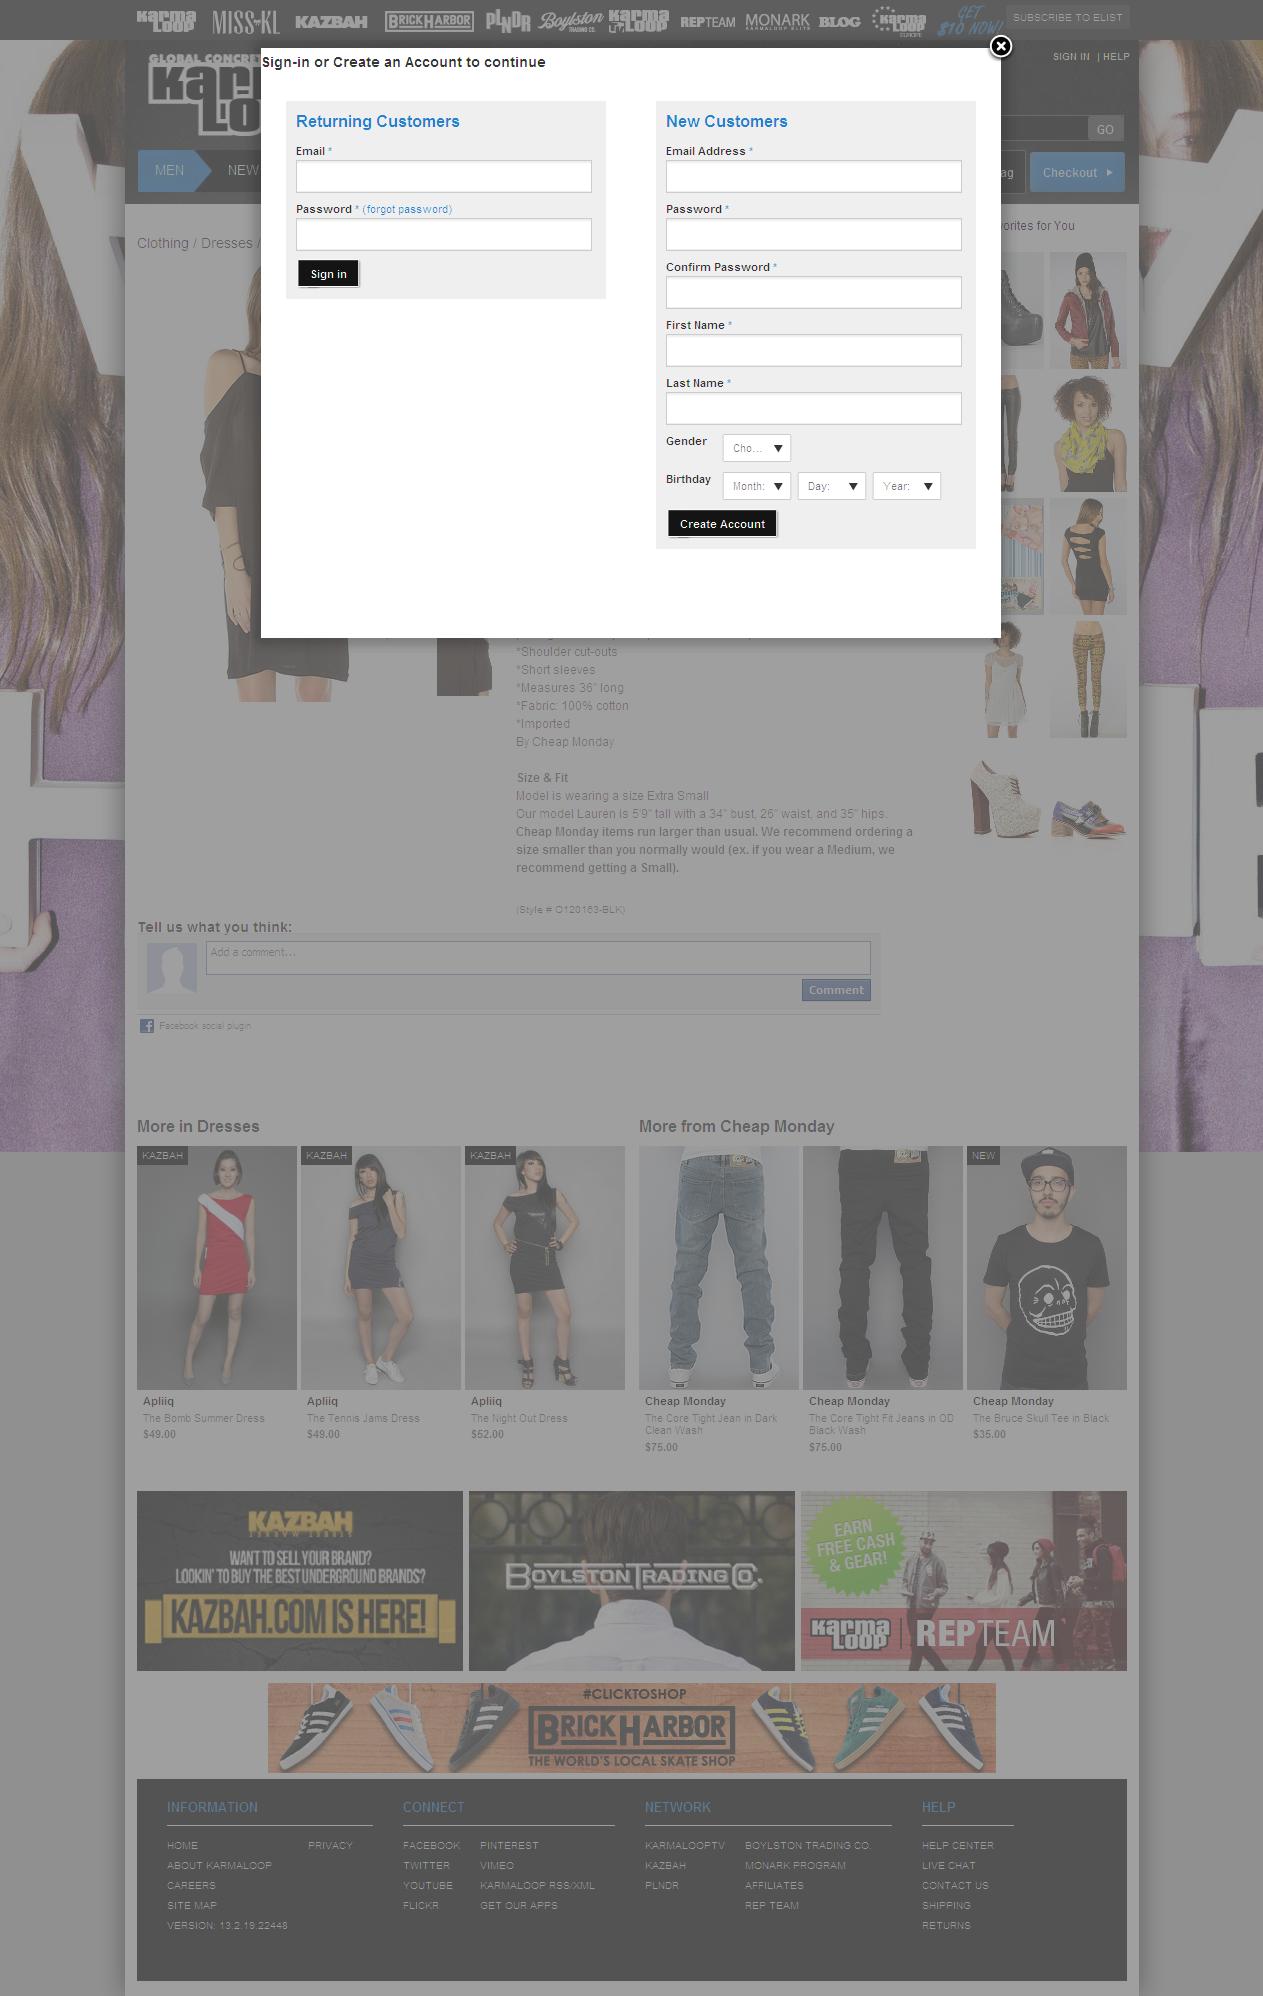 KARMA LOOP
MISS KL
KAZBAH
BRICKHARBOR
PLNDR
Boylston TRADING CO.
KARMA LOOP
REPTEAM
MONARK
KARMALOOP ELITE
BLOG
KARMA LOOP EUROPE
GET $10 NOW!
SUBSCRIBE TO ELIST
Sign-in or Create an Account to continue
SIGN IN | HELP
GO
MEN
NEW
Checkout
Returning Customers
Email *
Password * (forgot password)
Sign in
New Customers
Email Address *
Password *
Confirm Password *
First Name *
Last Name *
Gender Cho...
Birthday Month: Day: Year:
Create Account
Clothing / Dresses /
for You
*Shoulder cut-outs
*Short sleeves
*Measures 36" long
*Fabric: 100% cotton
*Imported
By Cheap Monday
Size & Fit
Model is wearing a size Extra Small
Our model Lauren is 5'9" tall with a 34" bust, 26" waist, and 35" hips.
Cheap Monday items run larger than usual. We recommend ordering a
size smaller than you normally would (ex. if you wear a Medium, we
recommend getting a Small).
(Style # O120163-BLK)
Tell us what you think:
Add a comment...
Comment
Facebook social plugin
More in Dresses
KAZBAH
KAZBAH
KAZBAH
Apliiq
The Bomb Summer Dress
$49.00
Apliiq
The Tennis Jams Dress
$49.00
Apliiq
The Night Out Dress
$52.00
More from Cheap Monday
NEW
Cheap Monday
The Core Tight Jean in Dark
Clean Wash
$75.00
Cheap Monday
The Core Tight Fit Jeans in OD
Black Wash
$75.00
Cheap Monday
The Bruce Skull Tee in Black
$35.00
KAZBAH
WANT TO SELL YOUR BRAND?
LOOKIN' TO BUY THE BEST UNDERGROUND BRANDS?
KAZBAH.COM IS HERE!
BOYLSTON TRADING CO.
EARN
FREE CASH
& GEAR!
KARMA LOOP | REPTEAM
#CLICKTOSHOP
BRICKHARBOR
THE WORLD'S LOCAL SKATE SHOP
INFORMATION
HOME
ABOUT KARMALOOP
CAREERS
SITE MAP
VERSION: 13.2.19.22448
PRIVACY
CONNECT
FACEBOOK
TWITTER
YOUTUBE
FLICKR
PINTEREST
VIMEO
KARMALOOP RSS/XML
GET OUR APPS
NETWORK
KARMALOOPTV
KAZBAH
PLNDR
BOYLSTON TRADING CO.
MONARK PROGRAM
AFFILIATES
REP TEAM
HELP
HELP CENTER
LIVE CHAT
CONTACT US
SHIPPING
RETURNS